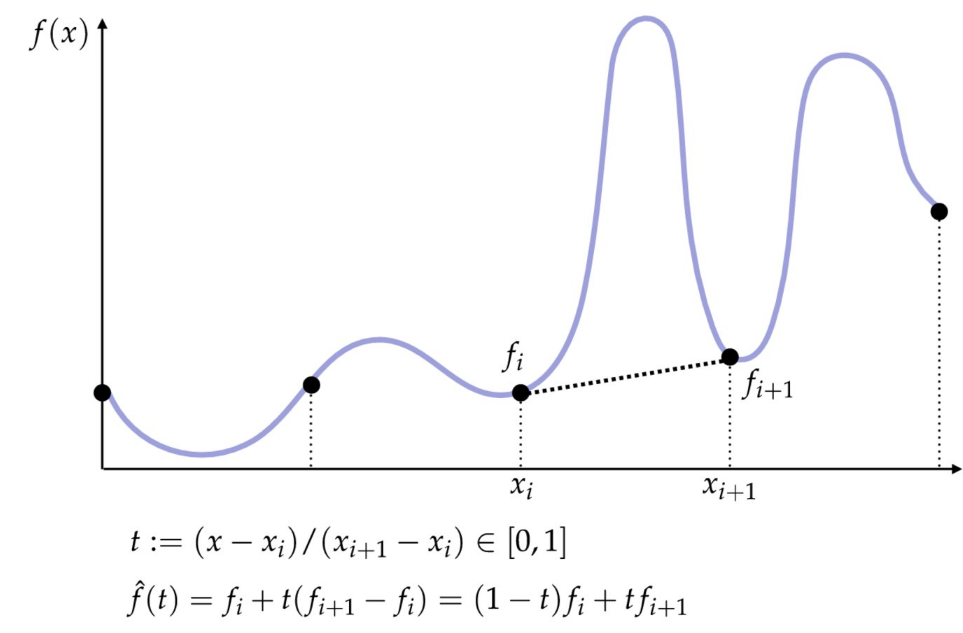 f(x)
f_i
f_{i+1}
x_i
x_{i+1}
t := (x − x_i)/(x_{i+1} − x_i) ∈ [0, 1]
f̂(t) = f_i + t(f_{i+1} − f_i) = (1 − t)f_i + tf_{i+1}